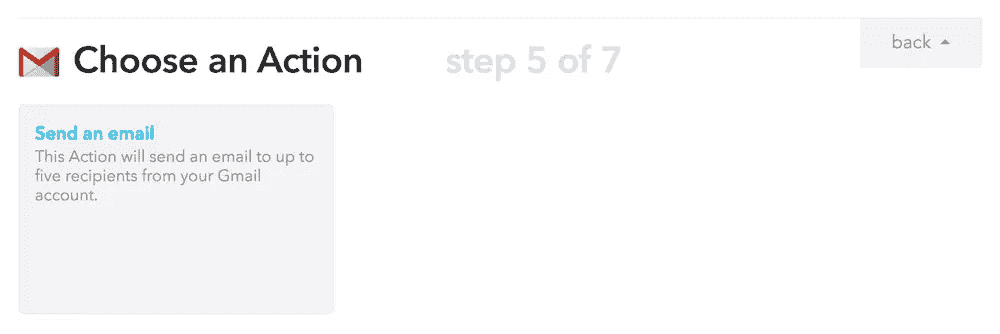 back
Choose an Action step 5 of 7
Send an email
This Action will send an email to up to
five recipients from your Gmail
account.